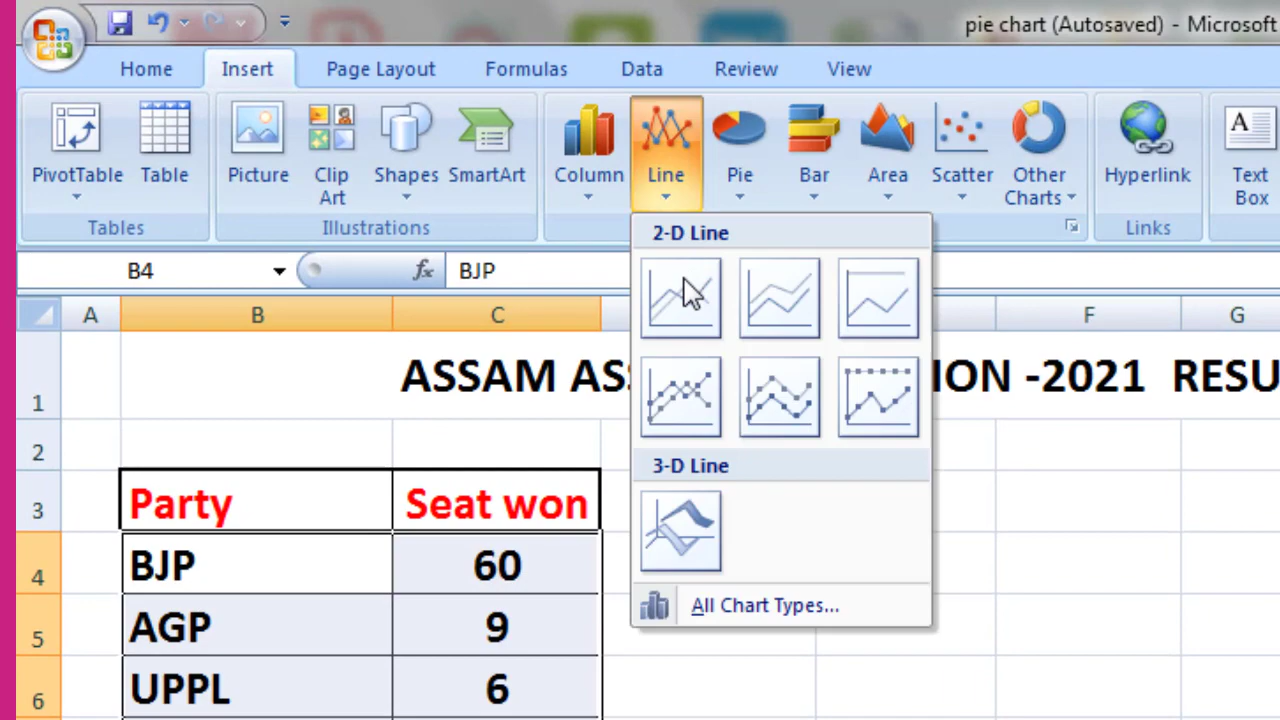 pie chart (Autosaved) - Microsoft
Home Insert Page Layout Formulas Data Review View
PivotTable Table Picture Clip Art Shapes SmartArt Column Line Pie Bar Area Scatter Other Charts Hyperlink Text Box
Tables Illustrations Links
2-D Line
B4 fx BJP
A B C F G
1 ASSAM ASS ION -2021 RESU
2
3-D Line
3 Party Seat won
4 BJP 60
All Chart Types...
5 AGP 9
6 UPPL 6